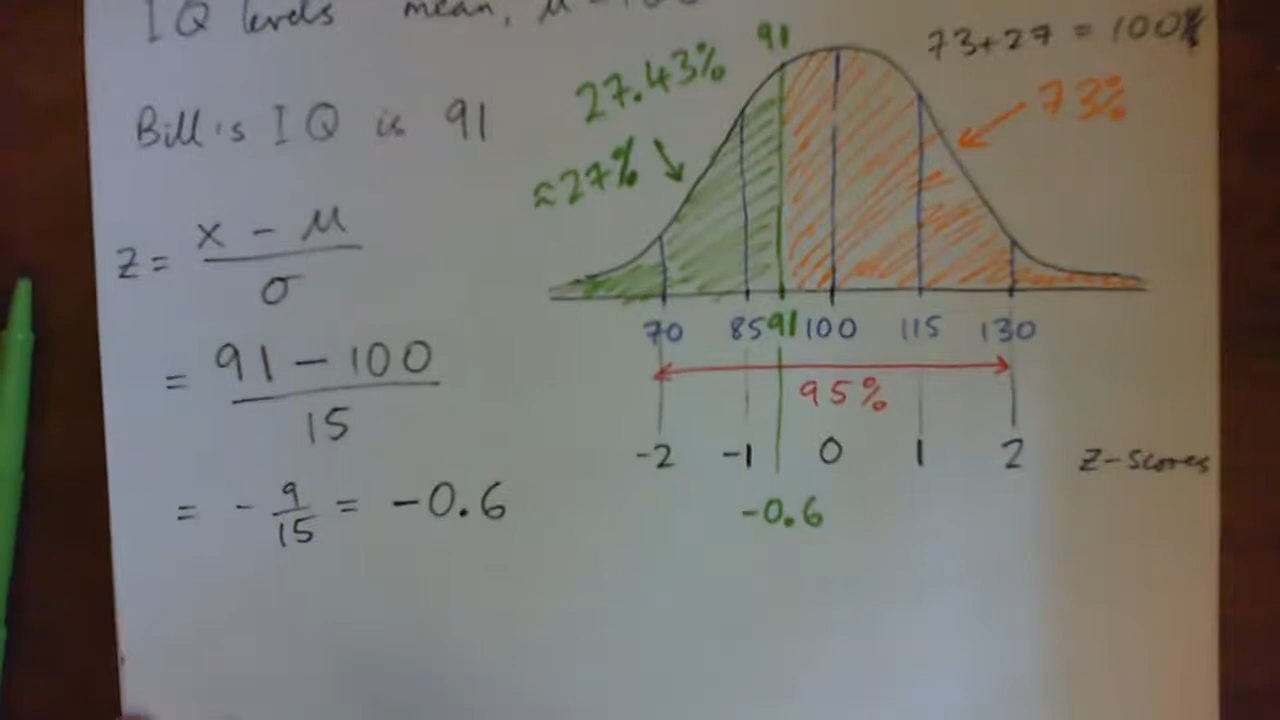 IQ levels mean, μ = 100
Bill's IQ is 91
z = x - μ / σ
= 91 - 100 / 15
= - 9/15 = -0.6
91
27.43%
≈27%
73+27 = 100%
73%
70 85 91 100 115 130
95%
-2 -1 0 1 2 z-scores
-0.6